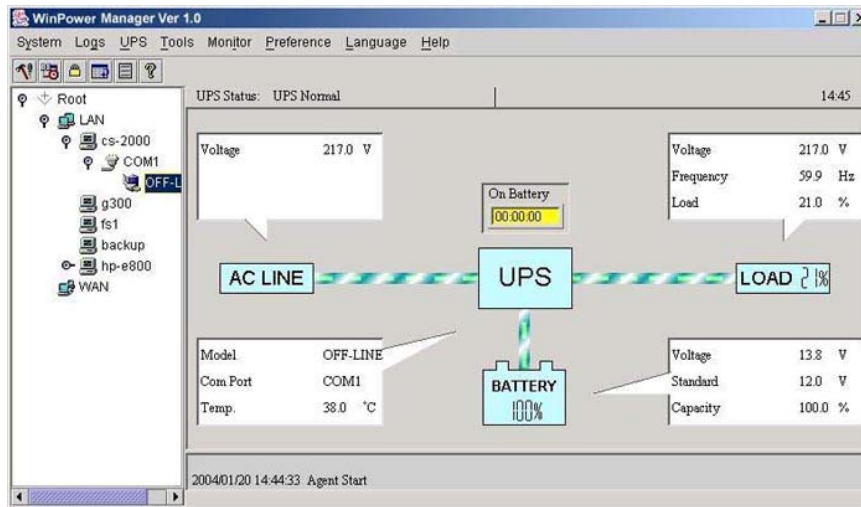 WinPower Manager Ver 1.0
System Logs UPS Tools Monitor Preference Language Help
Root
LAN
cs-2000
COM1
OFF-L
g300
fs1
backup
hp-e800
WAN
UPS Status: UPS Normal 14:45
Voltage 217.0 V
On Battery
00:00:00
Voltage 217.0 V
Frequency 59.9 Hz
Load 21.0 %
AC LINE
UPS
LOAD 21%
Model OFF-LINE
Com Port COM1
Temp. 38.0 °C
BATTERY
100%
Voltage 13.8 V
Standard 12.0 V
Capacity 100.0 %
2004/01/20 14:44:33 Agent Start